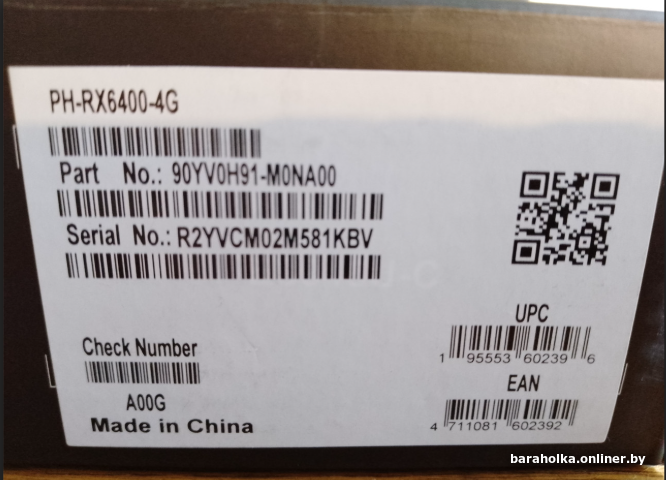 PH-RX6400-4G
Part No.: 90YV0H91-M0NA00
Serial No.: R2YVCM02M581KBV
UPC
1 95553 60239 6
Check Number
EAN
A00G
4 711081 602392
Made in China
baraholka.onliner.by